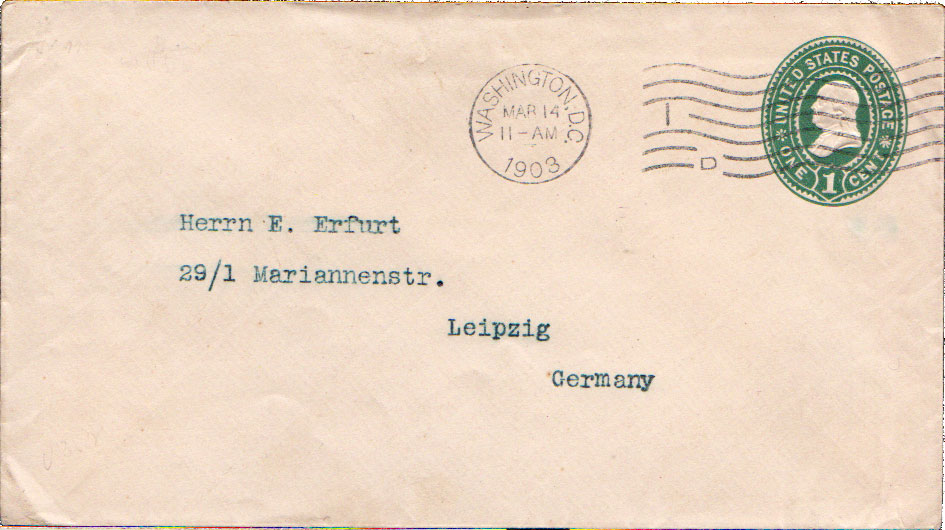 WASHINGTON, D.C.
MAR 14
11-AM
1903
I
D
UNITED STATES POSTAGE
ONE 1 CENT
Herrn E. Erfurt
29/1 Mariannenstr.
Leipzig
Germany